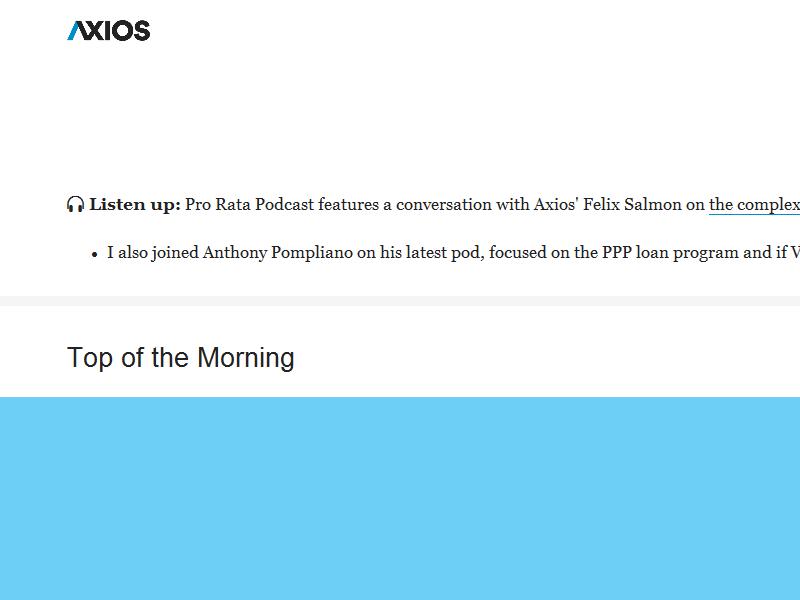 AXIOS
Listen up: Pro Rata Podcast features a conversation with Axios' Felix Salmon on the complex
I also joined Anthony Pompliano on his latest pod, focused on the PPP loan program and if V
Top of the Morning